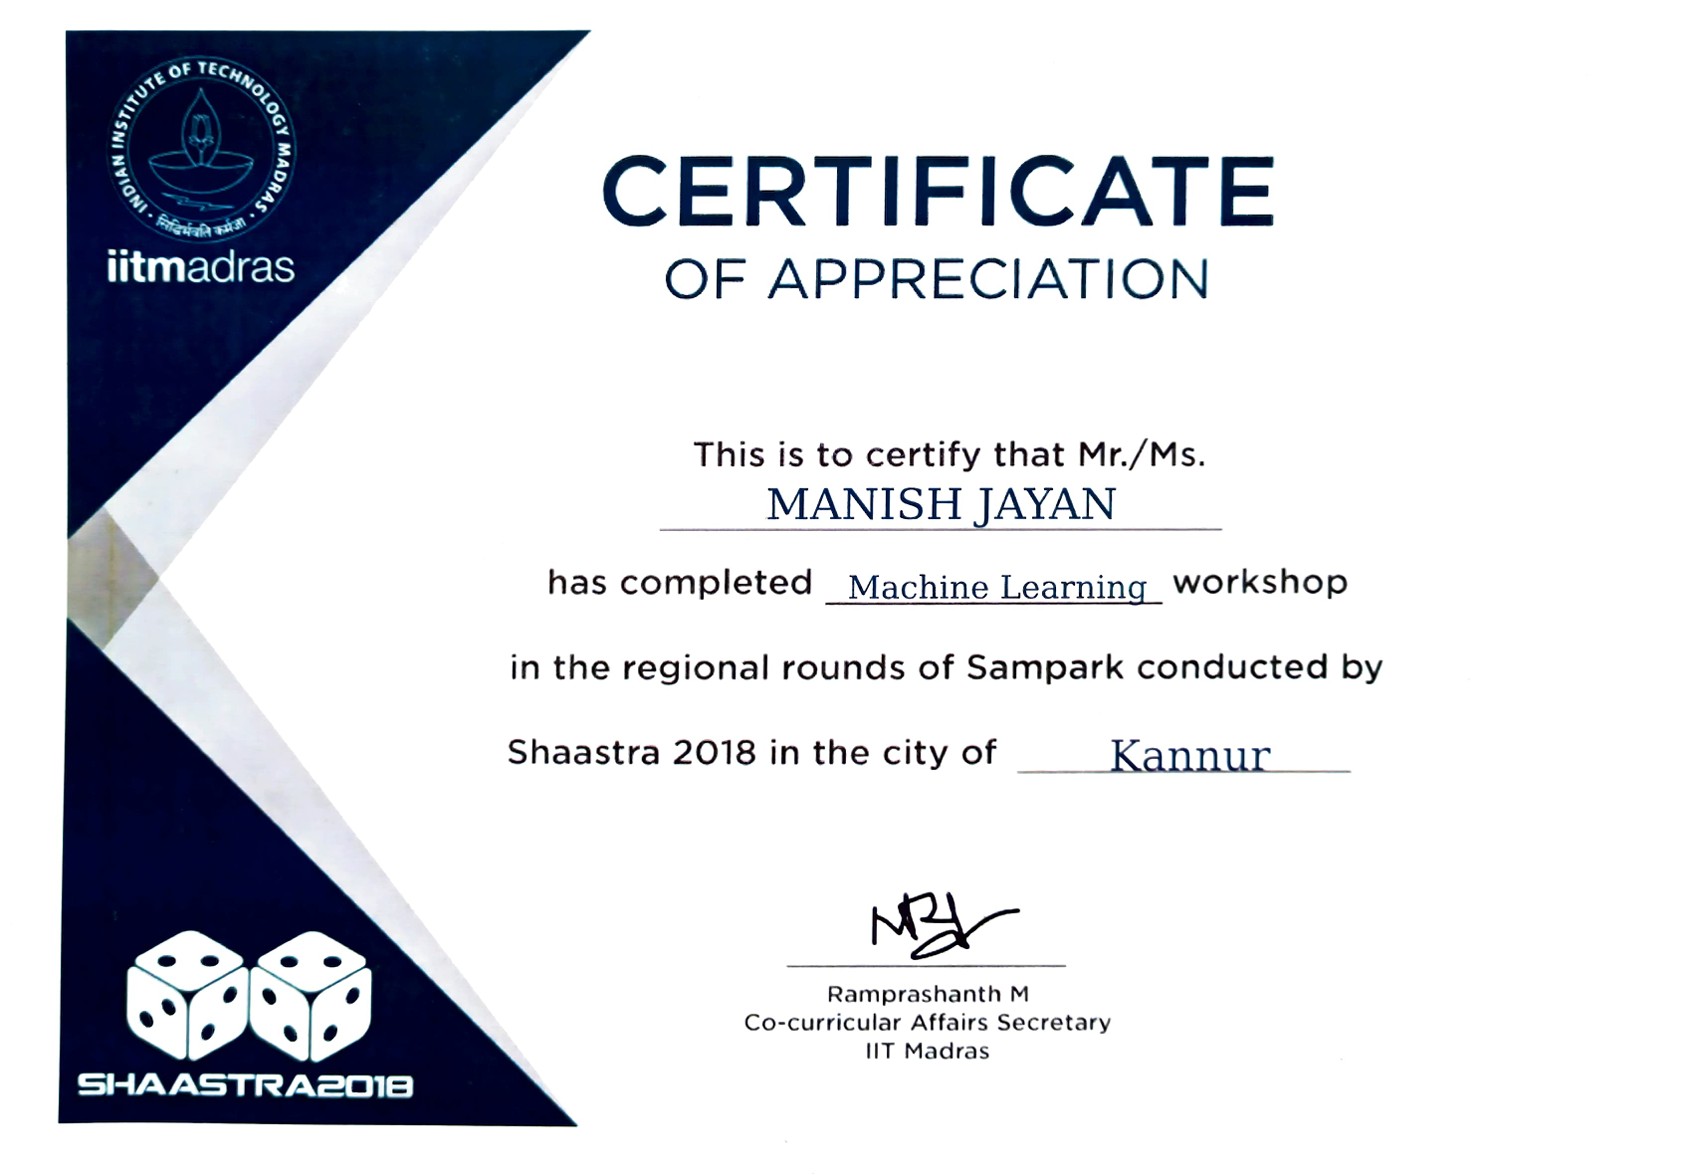 INDIAN INSTITUTE OF TECHNOLOGY MADRAS
सिद्धिर्भवति कर्मजा
iitmadras
CERTIFICATE
OF APPRECIATION
This is to certify that Mr./Ms.
MANISH JAYAN
has completed Machine Learning workshop
in the regional rounds of Sampark conducted by
Shaastra 2018 in the city of Kannur
Ramprashanth M
Co-curricular Affairs Secretary
IIT Madras
SHAASTRA2018